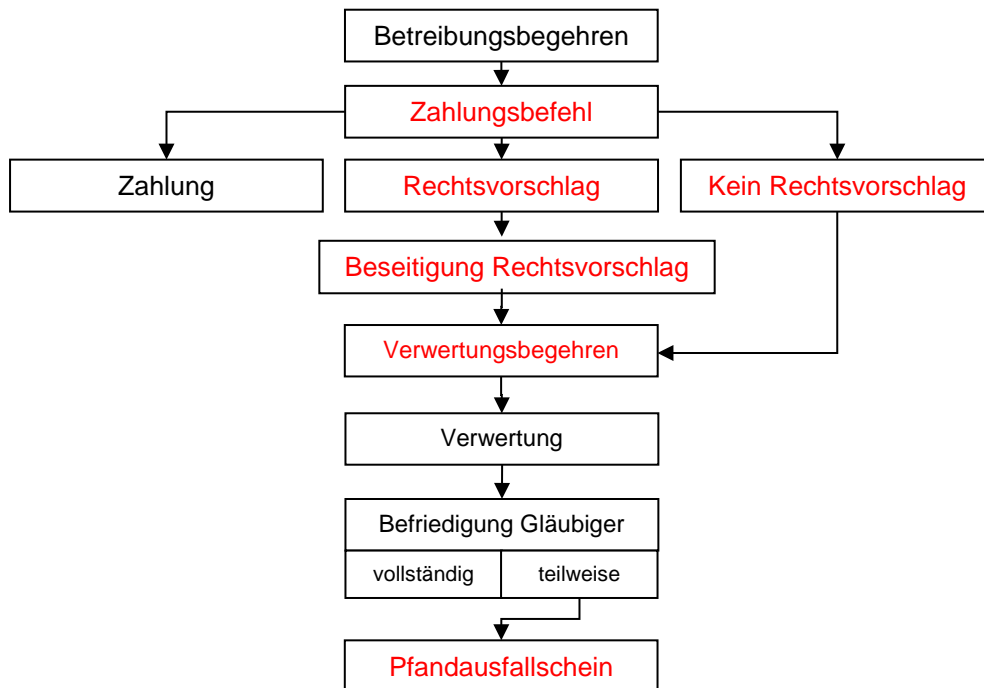 Betreibungsbegehren
Zahlungsbefehl
Zahlung
Rechtsvorschlag
Kein Rechtsvorschlag
Beseitigung Rechtsvorschlag
Verwertungsbegehren
Verwertung
Befriedigung Gläubiger
vollständig
teilweise
Pfandausfallschein